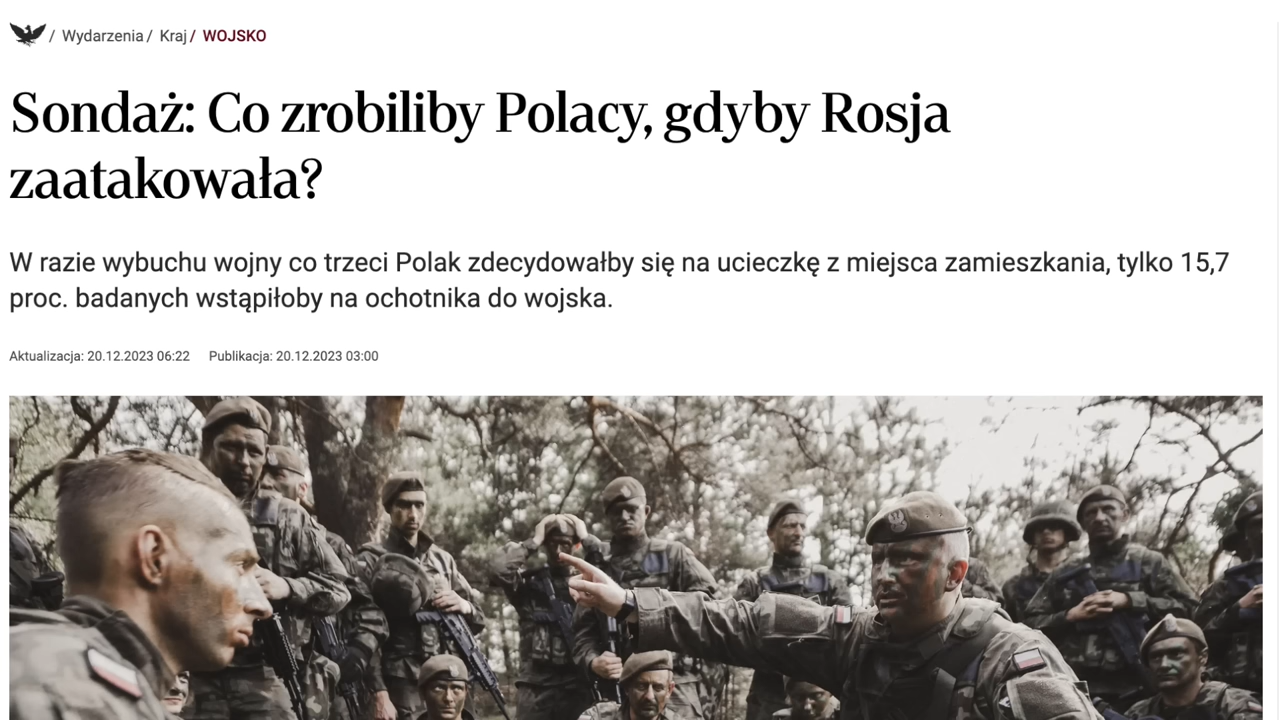 / Wydarzenia / Kraj / WOJSKO
Sondaż: Co zrobiliby Polacy, gdyby Rosja
zaatakowała?
W razie wybuchu wojny co trzeci Polak zdecydowałby się na ucieczkę z miejsca zamieszkania, tylko 15,7
proc. badanych wstąpiłoby na ochotnika do wojska.
Aktualizacja: 20.12.2023 06:22 Publikacja: 20.12.2023 03:00